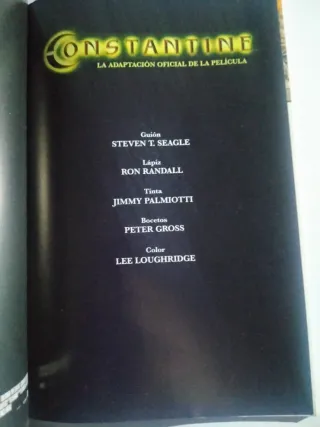 CONSTANTINE
LA ADAPTACIÓN OFICIAL DE LA PELÍCULA
Guión
STEVEN T. SEAGLE
Lápiz
RON RANDALL
Tinta
JIMMY PALMIOTTI
Bocetos
PETER GROSS
Color
LEE LOUGHRIDGE